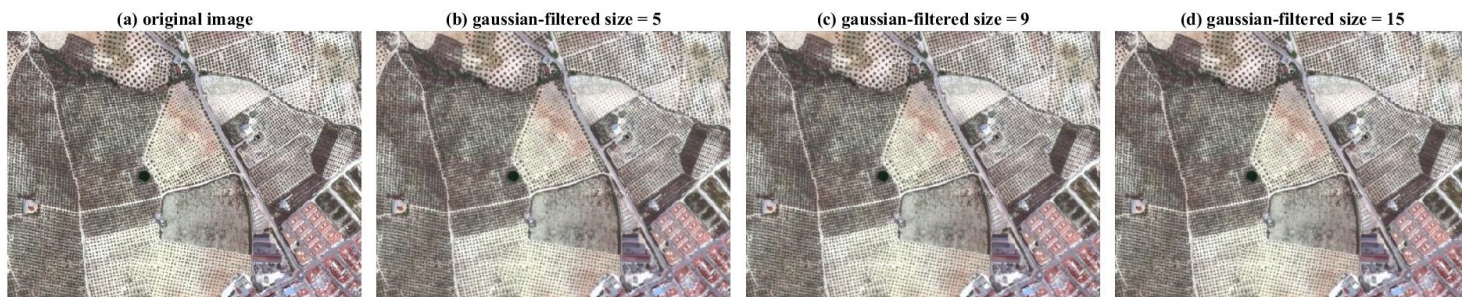 (a) original image
(b) gaussian-filtered size = 5
(c) gaussian-filtered size = 9
(d) gaussian-filtered size = 15